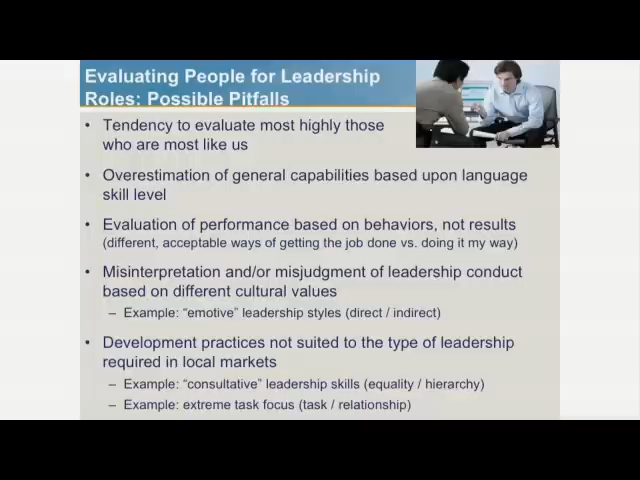 Evaluating People for Leadership
Roles: Possible Pitfalls
• Tendency to evaluate most highly those
who are most like us
• Overestimation of general capabilities based upon language
skill level
• Evaluation of performance based on behaviors, not results
(different, acceptable ways of getting the job done vs. doing it my way)
• Misinterpretation and/or misjudgment of leadership conduct
based on different cultural values
– Example: “emotive” leadership styles (direct / indirect)
• Development practices not suited to the type of leadership
required in local markets
– Example: “consultative” leadership skills (equality / hierarchy)
– Example: extreme task focus (task / relationship)